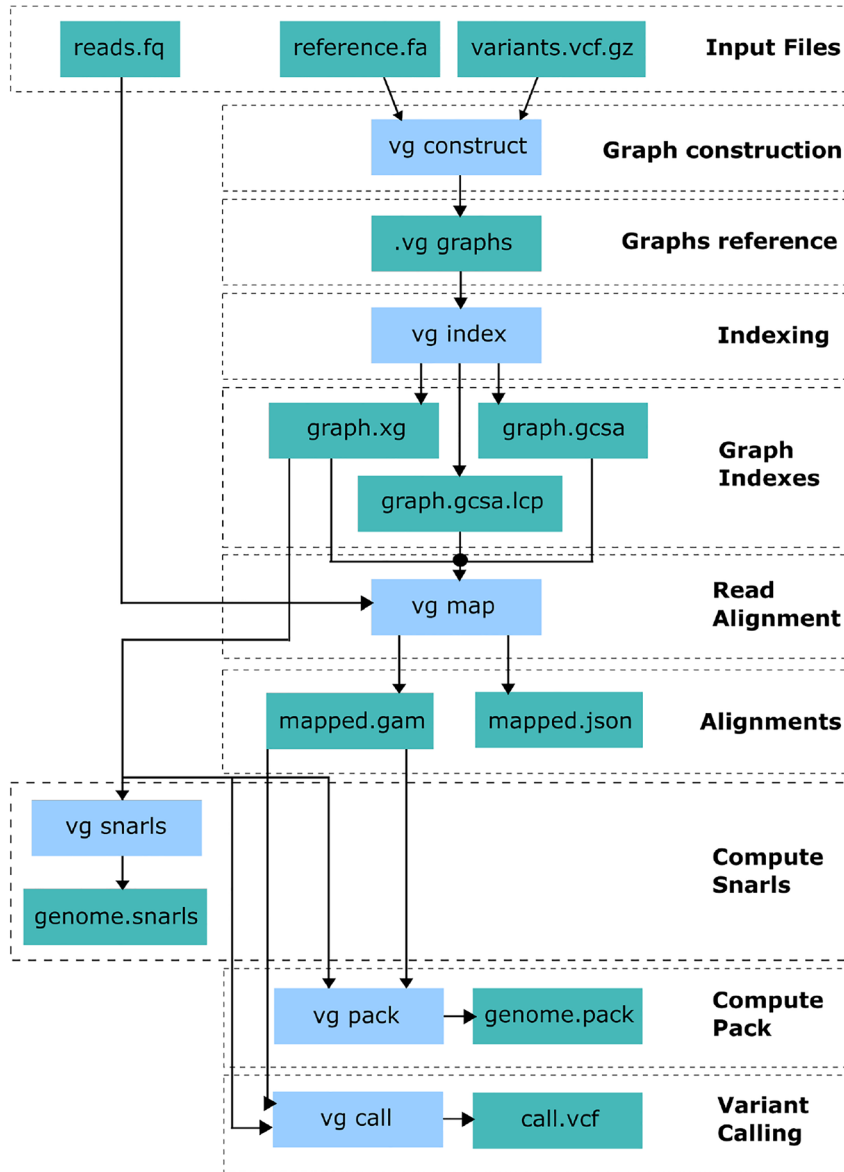 reads.fq
reference.fa
variants.vcf.gz
Input Files
vg construct
Graph construction
.vg graphs
Graphs reference
vg index
Indexing
graph.xg
graph.gcsa
graph.gcsa.lcp
Graph
Indexes
vg map
Read
Alignment
mapped.gam
mapped.json
Alignments
vg snarls
genome.snarls
Compute
Snarls
vg pack
genome.pack
Compute
Pack
vg call
call.vcf
Variant
Calling